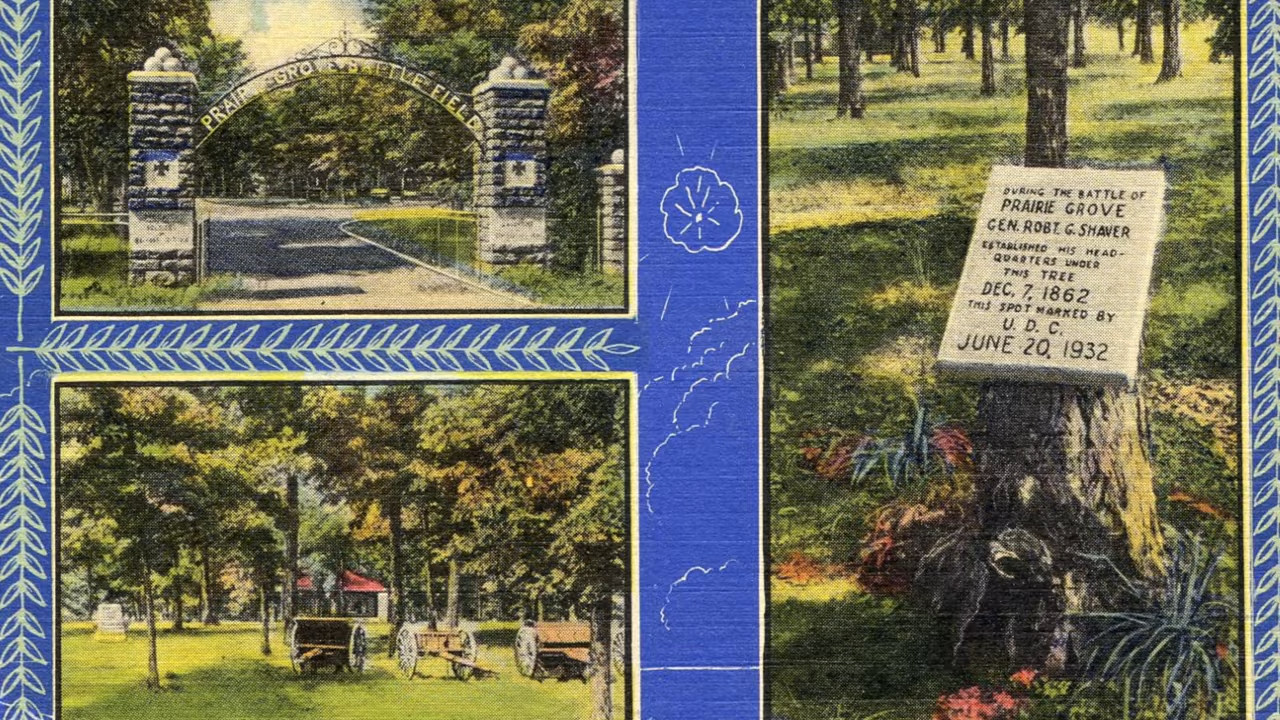 PRAIRIE GROVE BATTLE FIELD
DURING THE BATTLE OF
PRAIRIE GROVE
GEN. ROBT. G. SHAVER
ESTABLISHED HIS HEAD-
QUARTERS UNDER
THIS TREE
DEC. 7, 1862
THIS SPOT MARKED BY
U. D. C.
JUNE 20, 1932